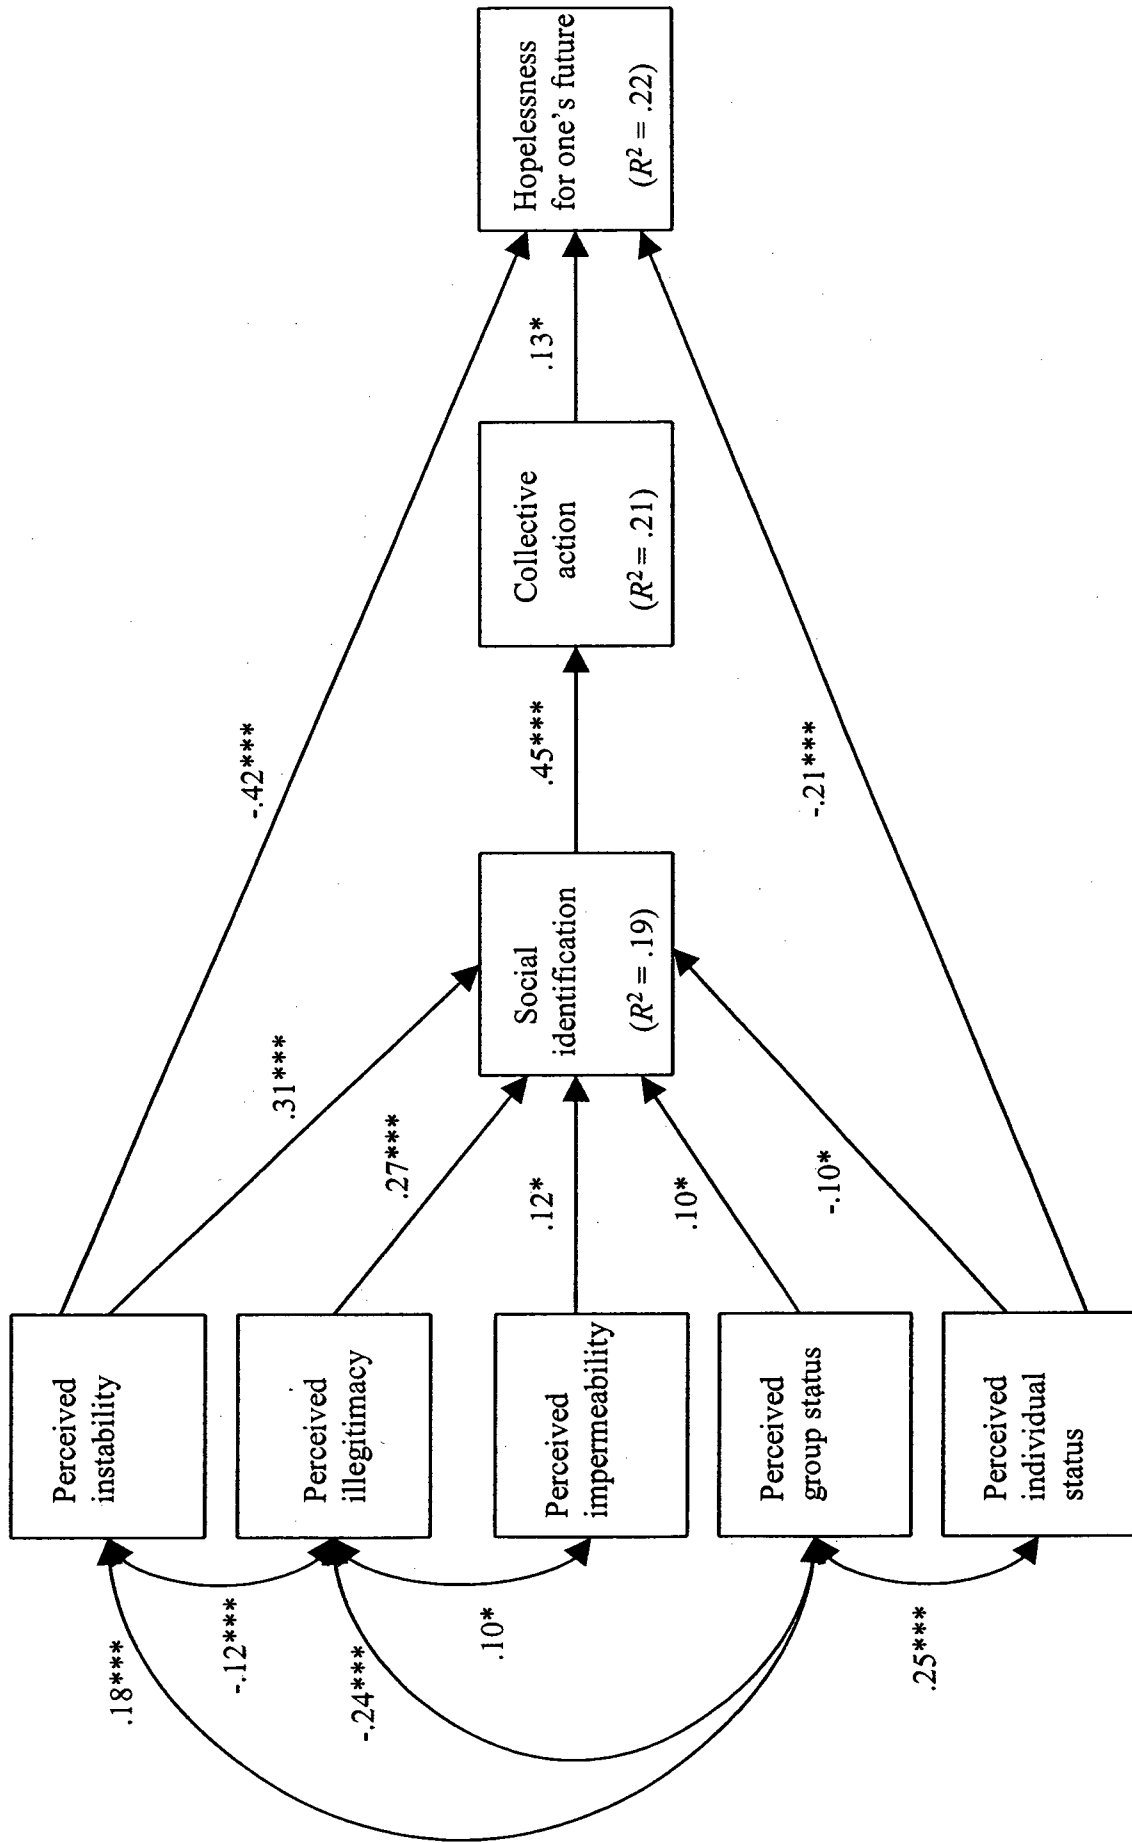 Perceived
instability
Perceived
illegitimacy
Perceived
impermeability
Perceived
group status
Perceived
individual
status
.18***
-.12***
-.24***
.10*
.25***
-.42***
.31***
.27***
.12*
.10*
-.10*
-.21***
Social
identification
(R² = .19)
.45***
Collective
action
(R² = .21)
.13*
Hopelessness
for one's future
(R² = .22)